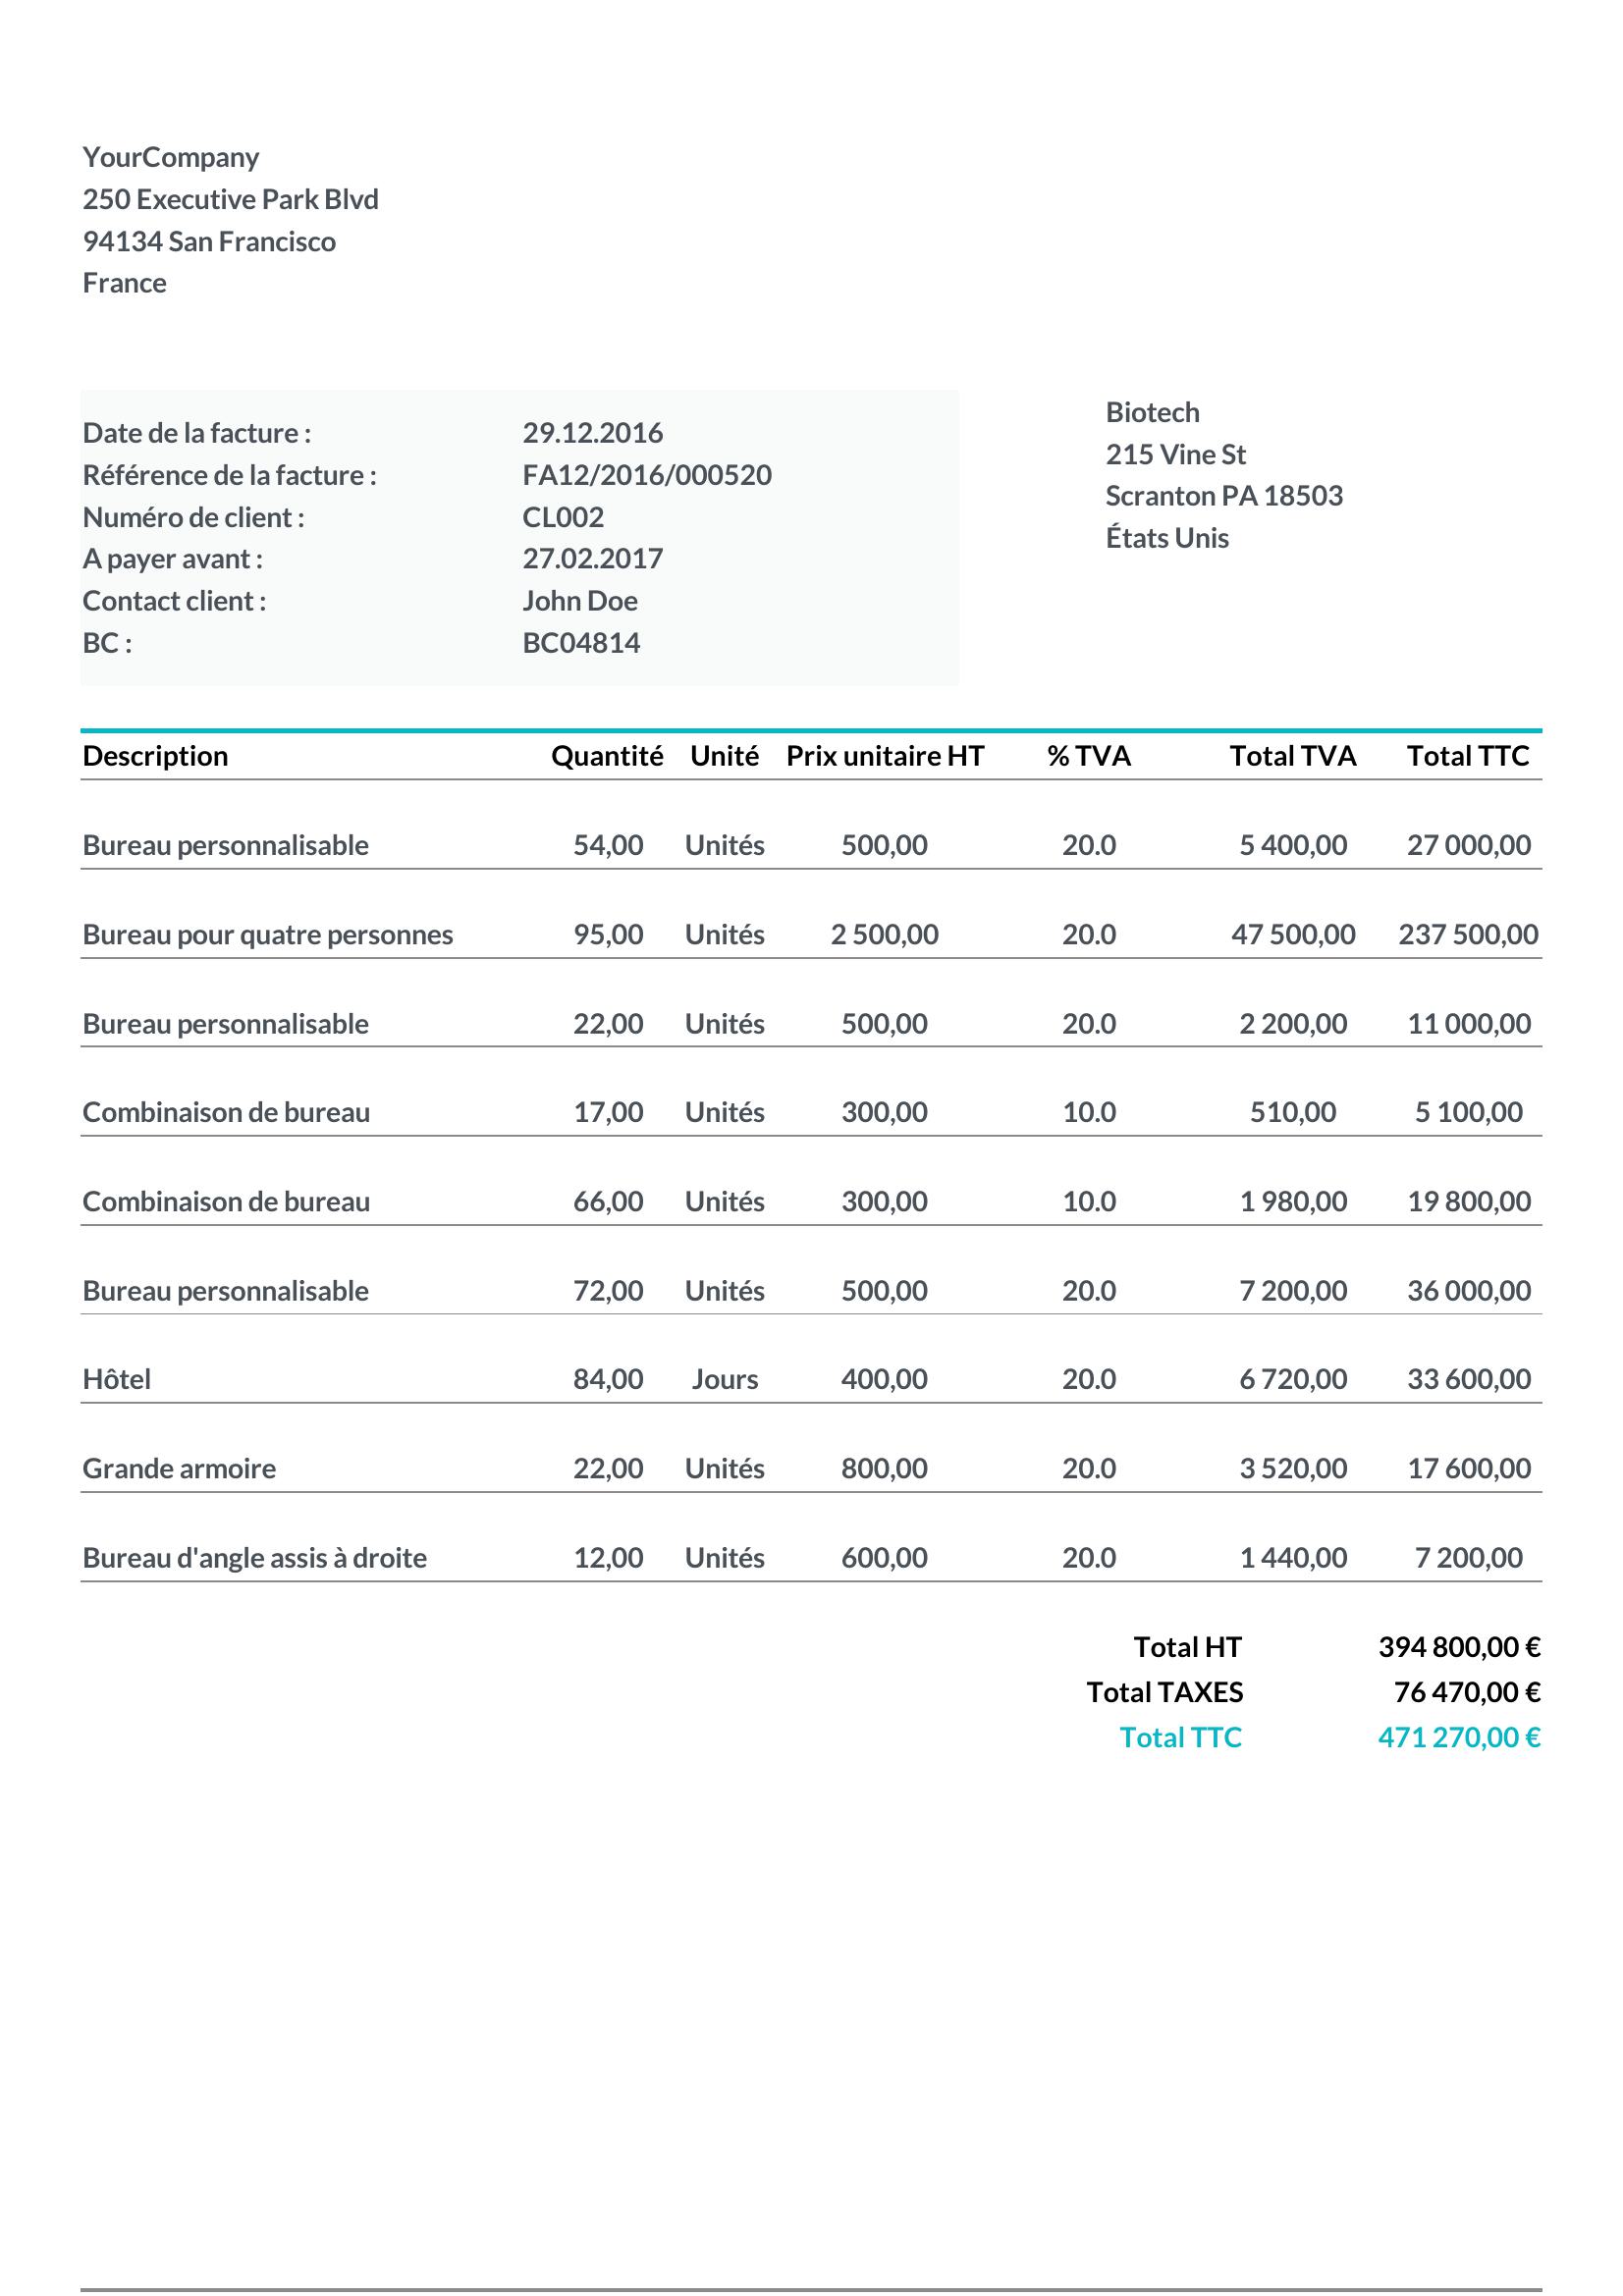 YourCompany
250 Executive Park Blvd
94134 San Francisco
France
Date de la facture : 29.12.2016
Référence de la facture : FA12/2016/000520
Numéro de client : CL002
A payer avant : 27.02.2017
Contact client : John Doe
BC : BC04814
Biotech
215 Vine St
Scranton PA 18503
États Unis
Description Quantité Unité Prix unitaire HT % TVA Total TVA Total TTC
Bureau personnalisable 54,00 Unités 500,00 20.0 5 400,00 27 000,00
Bureau pour quatre personnes 95,00 Unités 2 500,00 20.0 47 500,00 237 500,00
Bureau personnalisable 22,00 Unités 500,00 20.0 2 200,00 11 000,00
Combinaison de bureau 17,00 Unités 300,00 10.0 510,00 5 100,00
Combinaison de bureau 66,00 Unités 300,00 10.0 1 980,00 19 800,00
Bureau personnalisable 72,00 Unités 500,00 20.0 7 200,00 36 000,00
Hôtel 84,00 Jours 400,00 20.0 6 720,00 33 600,00
Grande armoire 22,00 Unités 800,00 20.0 3 520,00 17 600,00
Bureau d'angle assis à droite 12,00 Unités 600,00 20.0 1 440,00 7 200,00
Total HT 394 800,00 €
Total TAXES 76 470,00 €
Total TTC 471 270,00 €